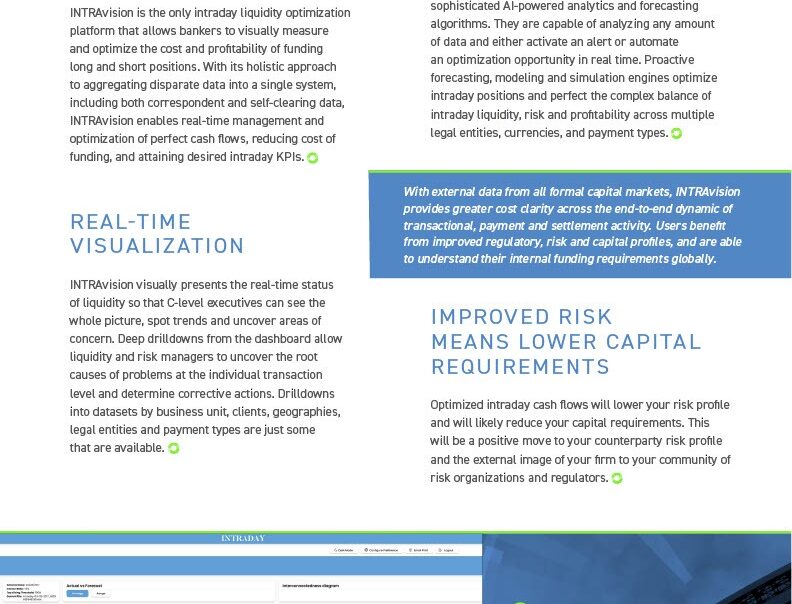 INTRAvision is the only intraday liquidity optimization
platform that allows bankers to visually measure
and optimize the cost and profitability of funding
long and short positions. With its holistic approach
to aggregating disparate data into a single system,
including both correspondent and self-clearing data,
INTRAvision enables real-time management and
optimization of perfect cash flows, reducing cost of
funding, and attaining desired intraday KPIs.
REAL-TIME
VISUALIZATION
INTRAvision visually presents the real-time status
of liquidity so that C-level executives can see the
whole picture, spot trends and uncover areas of
concern. Deep drilldowns from the dashboard allow
liquidity and risk managers to uncover the root
causes of problems at the individual transaction
level and determine corrective actions. Drilldowns
into datasets by business unit, clients, geographies,
legal entities and payment types are just some
that are available.
sophisticated AI-powered analytics and forecasting
algorithms. They are capable of analyzing any amount
of data and either activate an alert or automate
an optimization opportunity in real time. Proactive
forecasting, modeling and simulation engines optimize
intraday positions and perfect the complex balance of
intraday liquidity, risk and profitability across multiple
legal entities, currencies, and payment types.
With external data from all formal capital markets, INTRAvision
provides greater cost clarity across the end-to-end dynamic of
transactional, payment and settlement activity. Users benefit
from improved regulatory, risk and capital profiles, and are able
to understand their internal funding requirements globally.
IMPROVED RISK
MEANS LOWER CAPITAL
REQUIREMENTS
Optimized intraday cash flows will lower your risk profile
and will likely reduce your capital requirements. This
will be a positive move to your counterparty risk profile
and the external image of your firm to your community of
risk organizations and regulators.
INTRADAY
Logout
Actual vs Forecast
Interconnectedness diagram